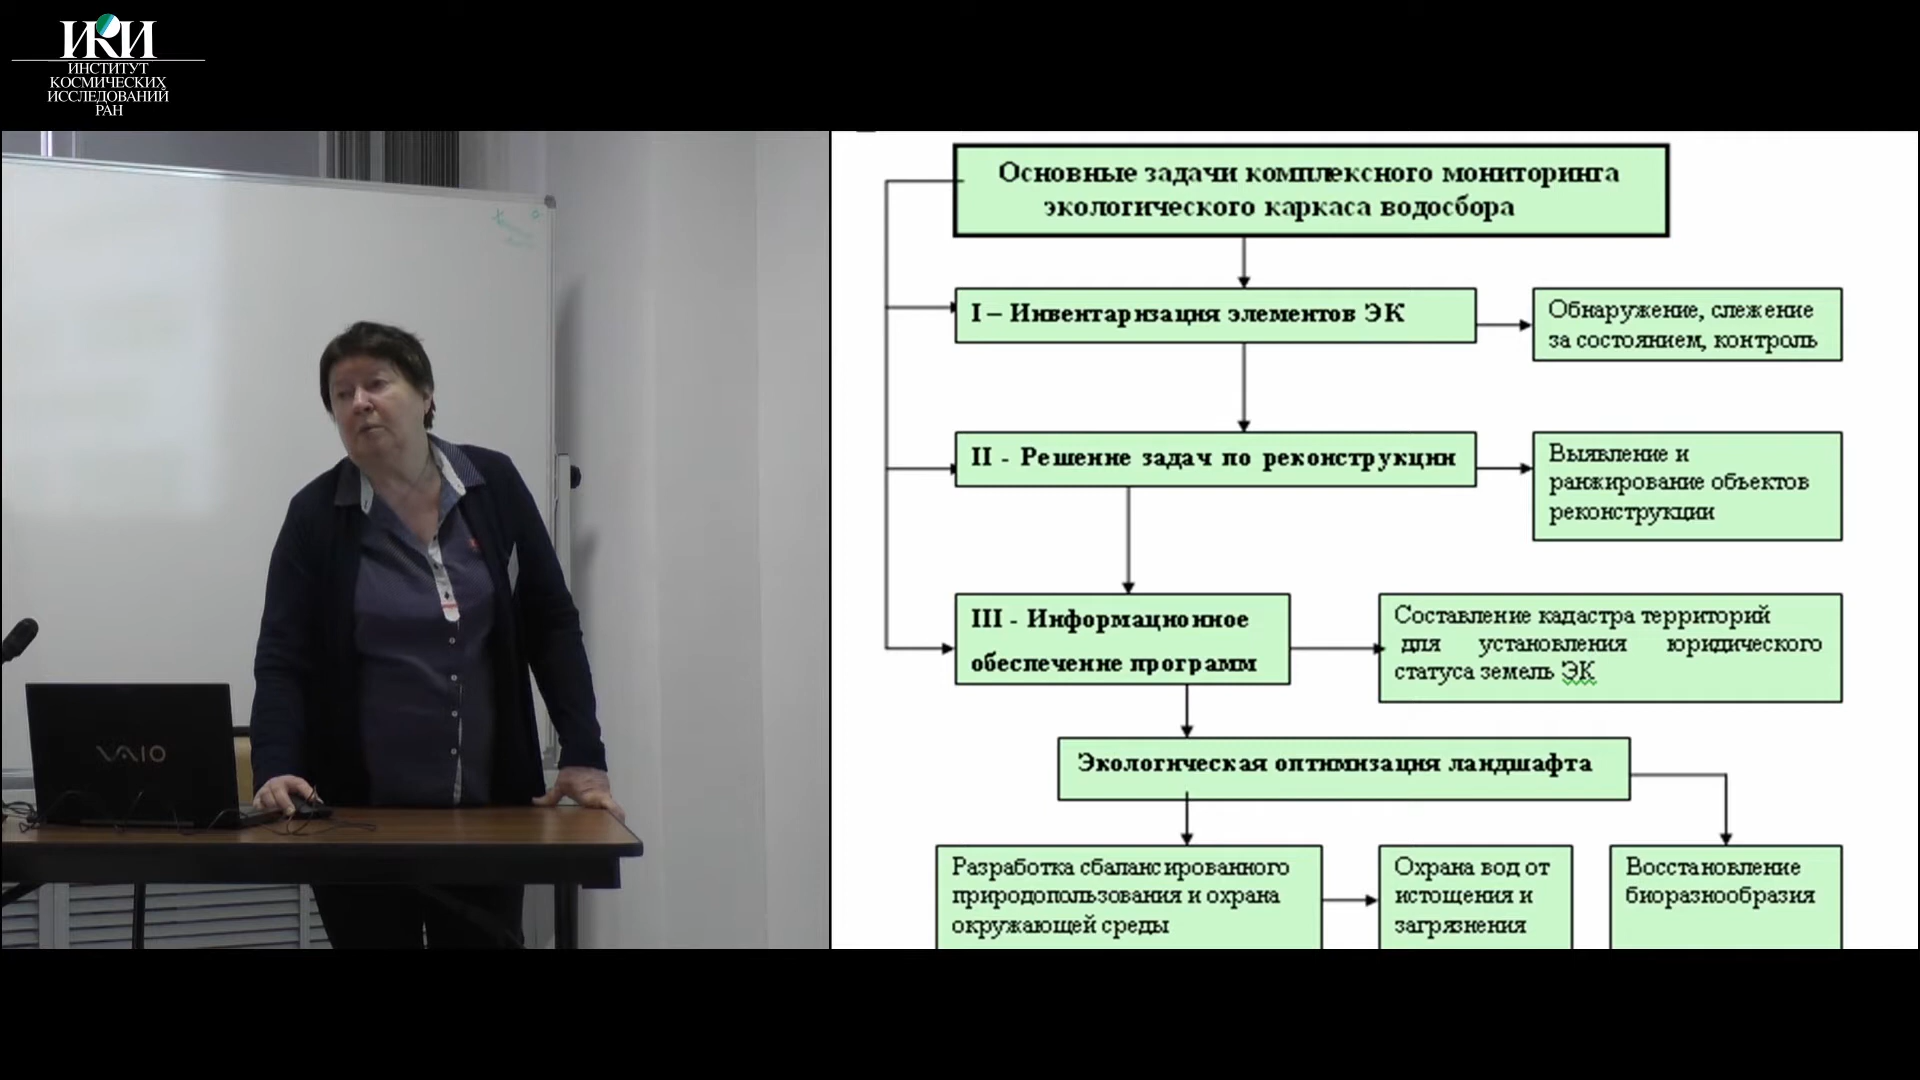 ИКИ
ИНСТИТУТ
КОСМИЧЕСКИХ
ИССЛЕДОВАНИЙ
РАН
VAIO
Основные задачи комплексного мониторинга
экологического каркаса водосбора
I – Инвентаризация элементов ЭК
Обнаружение, слежение
за состоянием, контроль
II - Решение задач по реконструкции
Выявление и
ранжирование объектов
реконструкции
III - Информационное
обеспечение программ
Составление кадастра территорий
для установления юридического
статуса земель ЭК
Экологическая оптимизация ландшафта
Разработка сбалансированного
природопользования и охрана
окружающей среды
Охрана вод от
истощения и
загрязнения
Восстановление
биоразнообразия